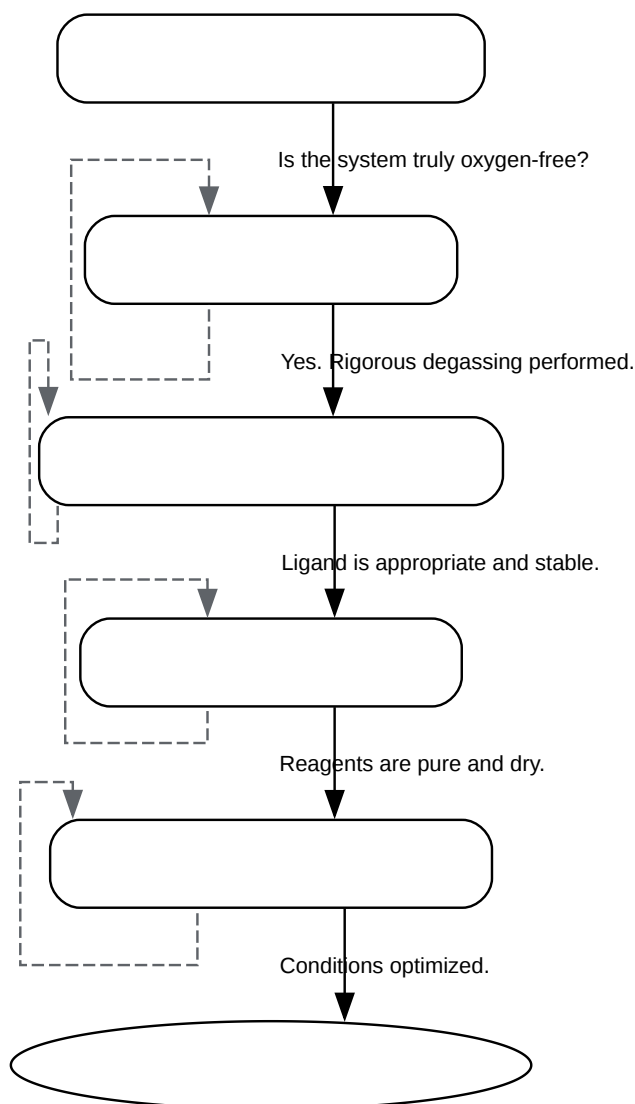 Is the system truly oxygen-free?
Yes. Rigorous degassing performed.
Ligand is appropriate and stable.
Reagents are pure and dry.
Conditions optimized.